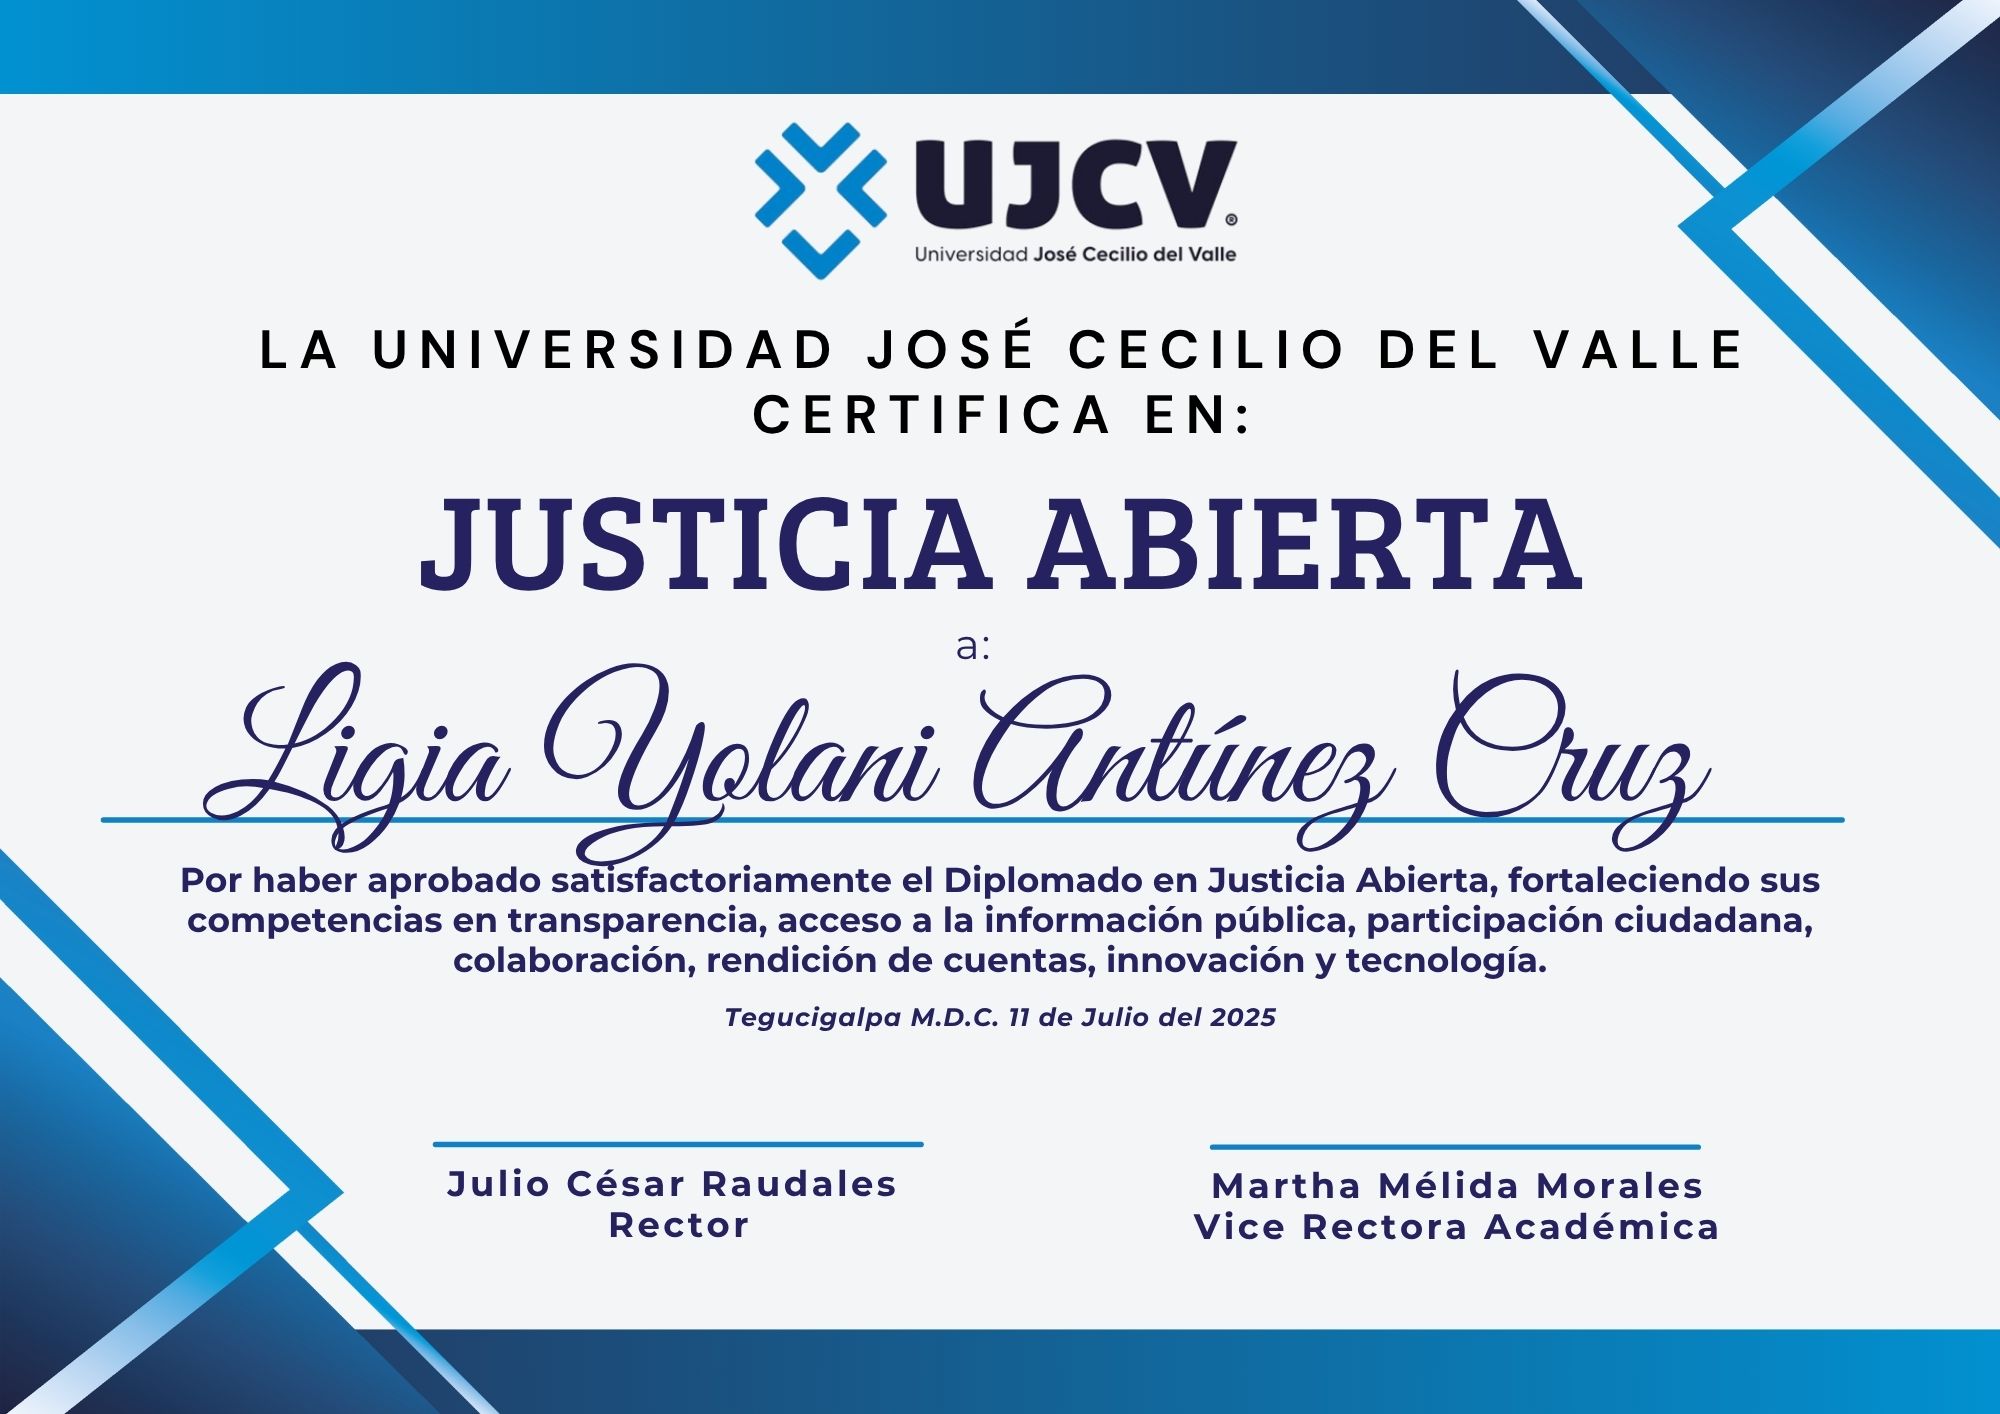 UJCV®
Universidad José Cecilio del Valle
LA UNIVERSIDAD JOSÉ CECILIO DEL VALLE
CERTIFICA EN:
JUSTICIA ABIERTA
a:
Ligia Yolani Antúnez Cruz
Por haber aprobado satisfactoriamente el Diplomado en Justicia Abierta, fortaleciendo sus
competencias en transparencia, acceso a la información pública, participación ciudadana,
colaboración, rendición de cuentas, innovación y tecnología.
Tegucigalpa M.D.C. 11 de Julio del 2025
Julio César Raudales
Rector
Martha Mélida Morales
Vice Rectora Académica